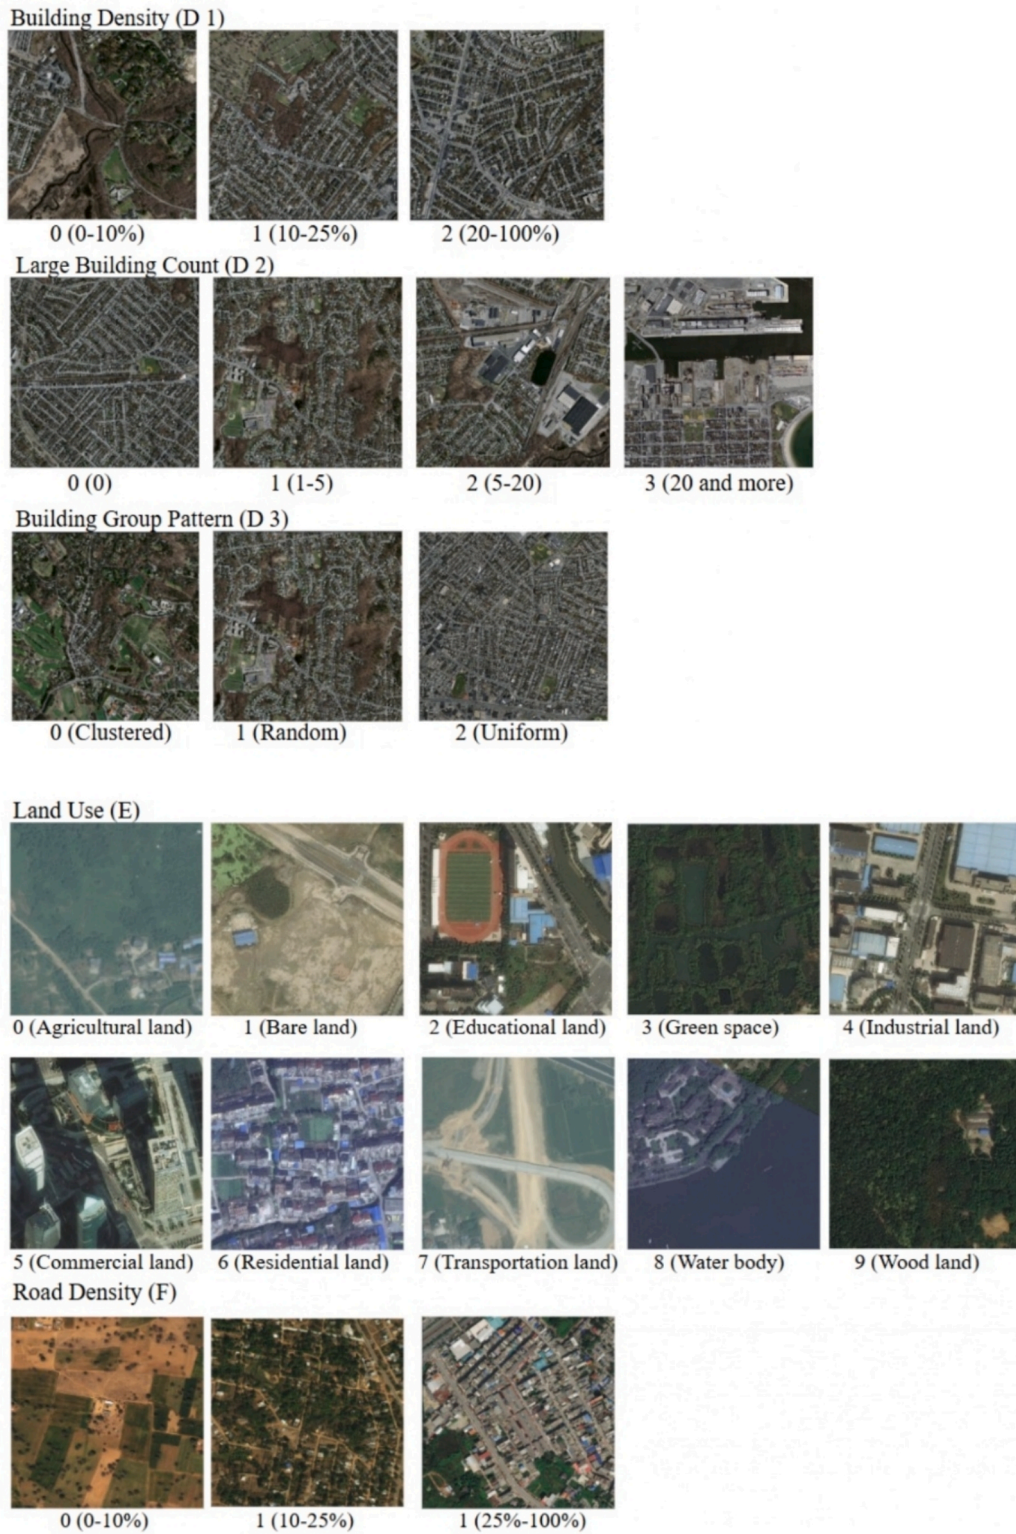 Building Density (D 1)
0 (0-10%) 1 (10-25%) 2 (20-100%)
Large Building Count (D 2)
0 (0) 1 (1-5) 2 (5-20) 3 (20 and more)
Building Group Pattern (D 3)
0 (Clustered) 1 (Random) 2 (Uniform)
Land Use (E)
0 (Agricultural land) 1 (Bare land) 2 (Educational land) 3 (Green space) 4 (Industrial land)
5 (Commercial land) 6 (Residential land) 7 (Transportation land) 8 (Water body) 9 (Wood land)
Road Density (F)
0 (0-10%) 1 (10-25%) 1 (25%-100%)